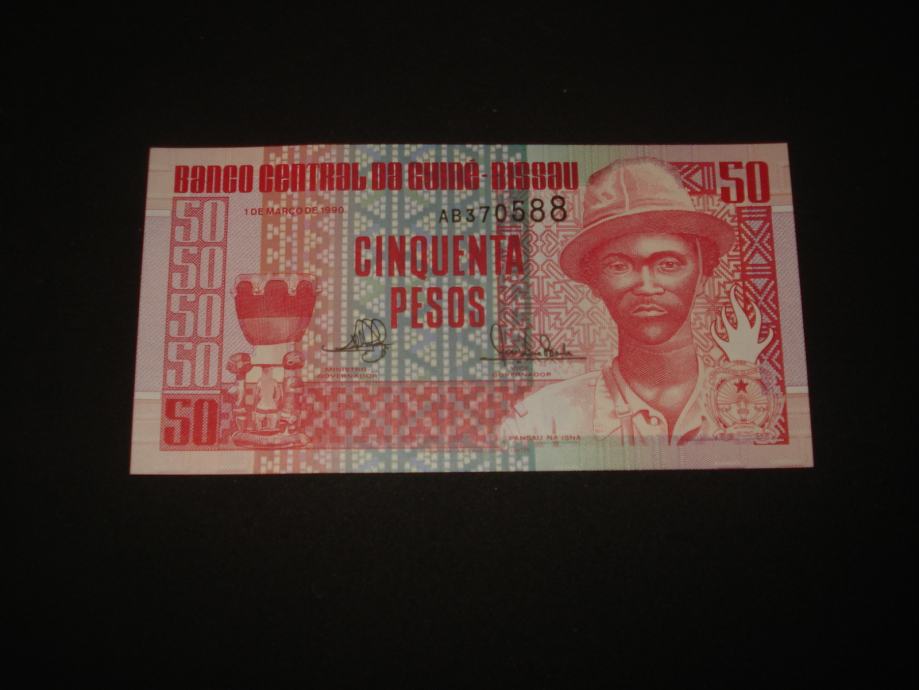 BANCO CENTRAL DA GUINÉ-BISSAU
50
50
1 DE MARÇO DE 1990
AB370588
50
CINQUENTA
PESOS
50
50
MINISTRO
GOVERNADOR
VICE
GOVERNADOR
50
PANSAU NA ISNA